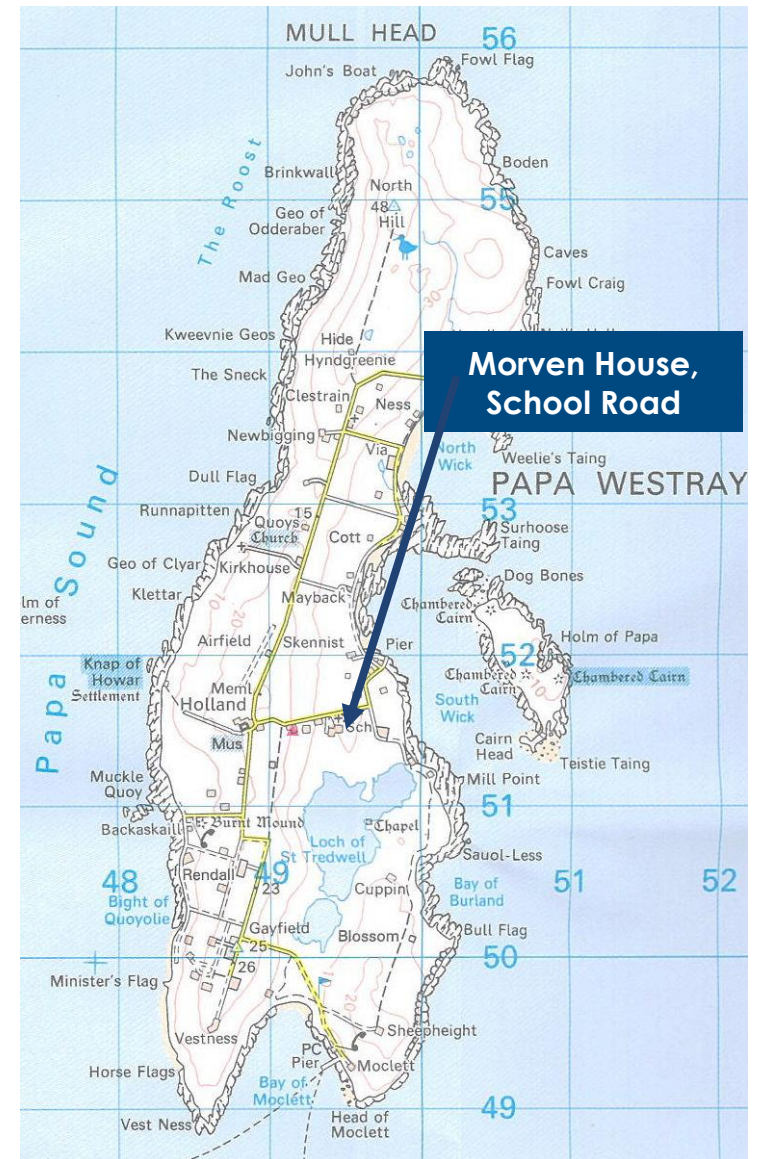 MULL HEAD
56
Fowl Flag
John's Boat
Boden
Brinkwall
North
48
Hill
55
The Roost
Geo of
Odderaber
Caves
Mad Geo
Fowl Craig
Kweevnie Geos
Hide
Hyndgreenie
30
Morven House,
School Road
The Sneck
Clestrain
Ness
Newbigging
Via
North
Wick
Weelie's Taing
PAPA WESTRAY
Dull Flag
Runnapitten
15
53
Quoys
Church
Cott
Surhoose
Taing
Papa Sound
Geo of Clyar
Kirkhouse
Dog Bones
Klettar
Mayback
Chambered
Cairn
lm of
erness
10
20
Airfield
Skennist
Pier
Holm of Papa
52
Knap of
Howar
Settlement
Chambered
Cairn
Chambered Cairn
10
Meml
Holland
South
Wick
Mus
Sch
Cairn
Head
Teistie Taing
Muckle
Quoy
Mill Point
51
Backaskaill
Burnt Mound
Chapel
Loch of
St Tredwell
Sauol-Less
48
Rendall
49
23
Cuppin
Bay of
Burland
51
52
Bight of
Quoyolie
Gayfield
25
26
Blossom
Bull Flag
50
Minister's Flag
20
Vestness
Sheepheight
PC
Pier
Moclett
Horse Flags
Bay of
Moclett
49
Vest Ness
Head of
Moclett